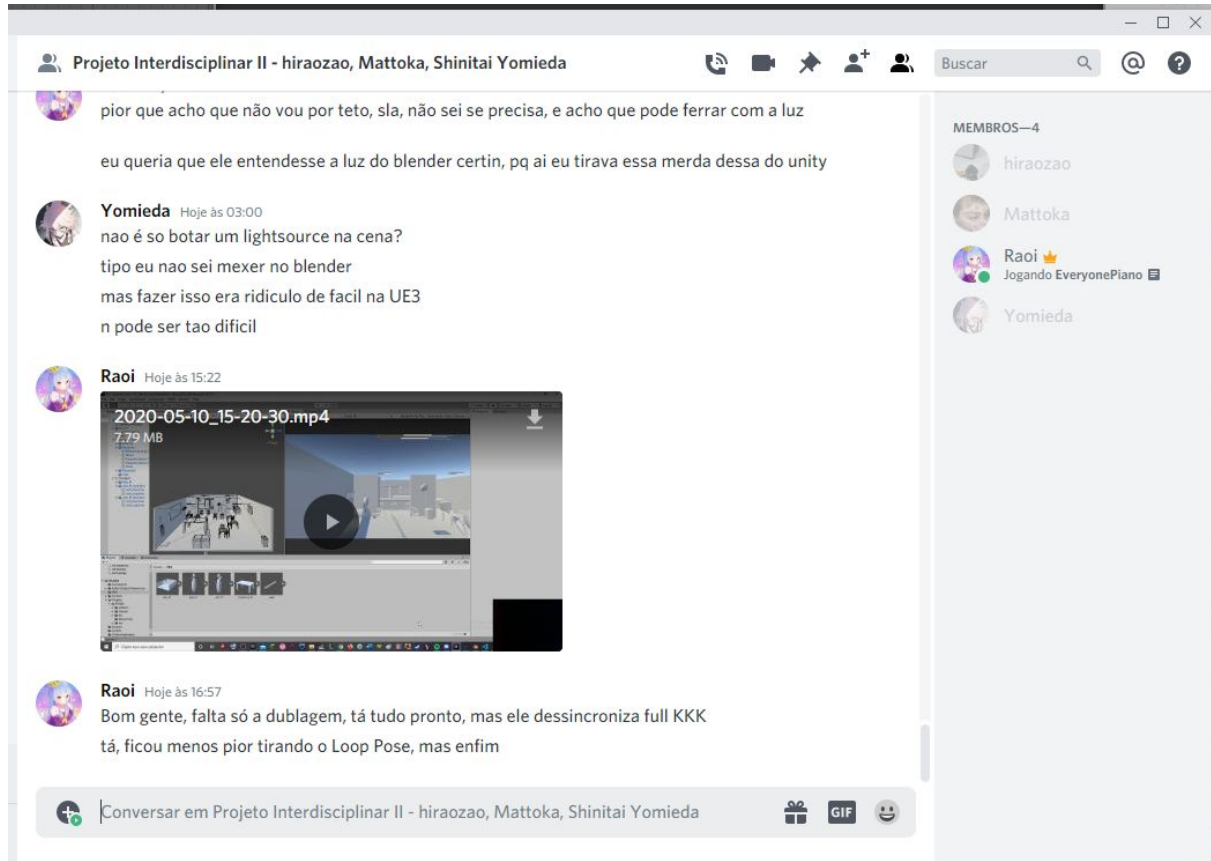 Projeto Interdisciplinar II - hiraozao, Mattoka, Shinitai Yomieda
Buscar
pior que acho que não vou por teto, sla, não sei se precisa, e acho que pode ferrar com a luz
eu queria que ele entendesse a luz do blender certin, pq ai eu tirava essa merda dessa do unity
Yomieda Hoje às 03:00
nao é so botar um lightsource na cena?
tipo eu nao sei mexer no blender
mas fazer isso era ridiculo de facil na UE3
n pode ser tao dificil
Raoi Hoje às 15:22
2020-05-10_15-20-30.mp4
7.79 MB
Raoi Hoje às 16:57
Bom gente, falta só a dublagem, tá tudo pronto, mas ele dessincroniza full KKK
tá, ficou menos pior tirando o Loop Pose, mas enfim
Conversar em Projeto Interdisciplinar II - hiraozao, Mattoka, Shinitai Yomieda
GIF
MEMBROS—4
hiraozao
Mattoka
Raoi
Jogando EveryonePiano
Yomieda